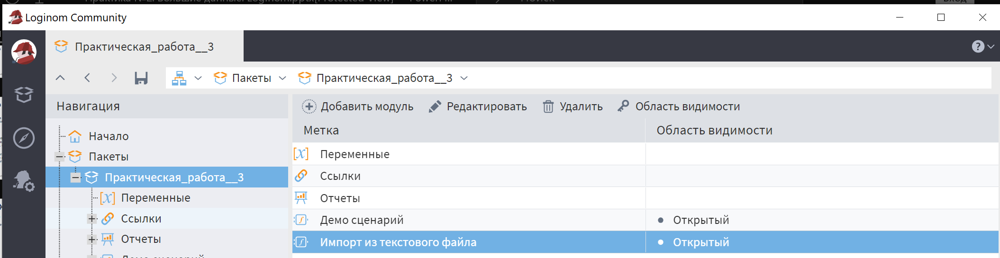 Loginom Community
Практическая_работа__3
Пакеты Практическая_работа__3
Навигация
Добавить модуль Редактировать Удалить Область видимости
Метка Область видимости
Начало
Пакеты
Практическая_работа__3
Переменные
Ссылки
Отчеты
Переменные
Ссылки
Отчеты
Демо сценарий Открытый
Импорт из текстового файла Открытый